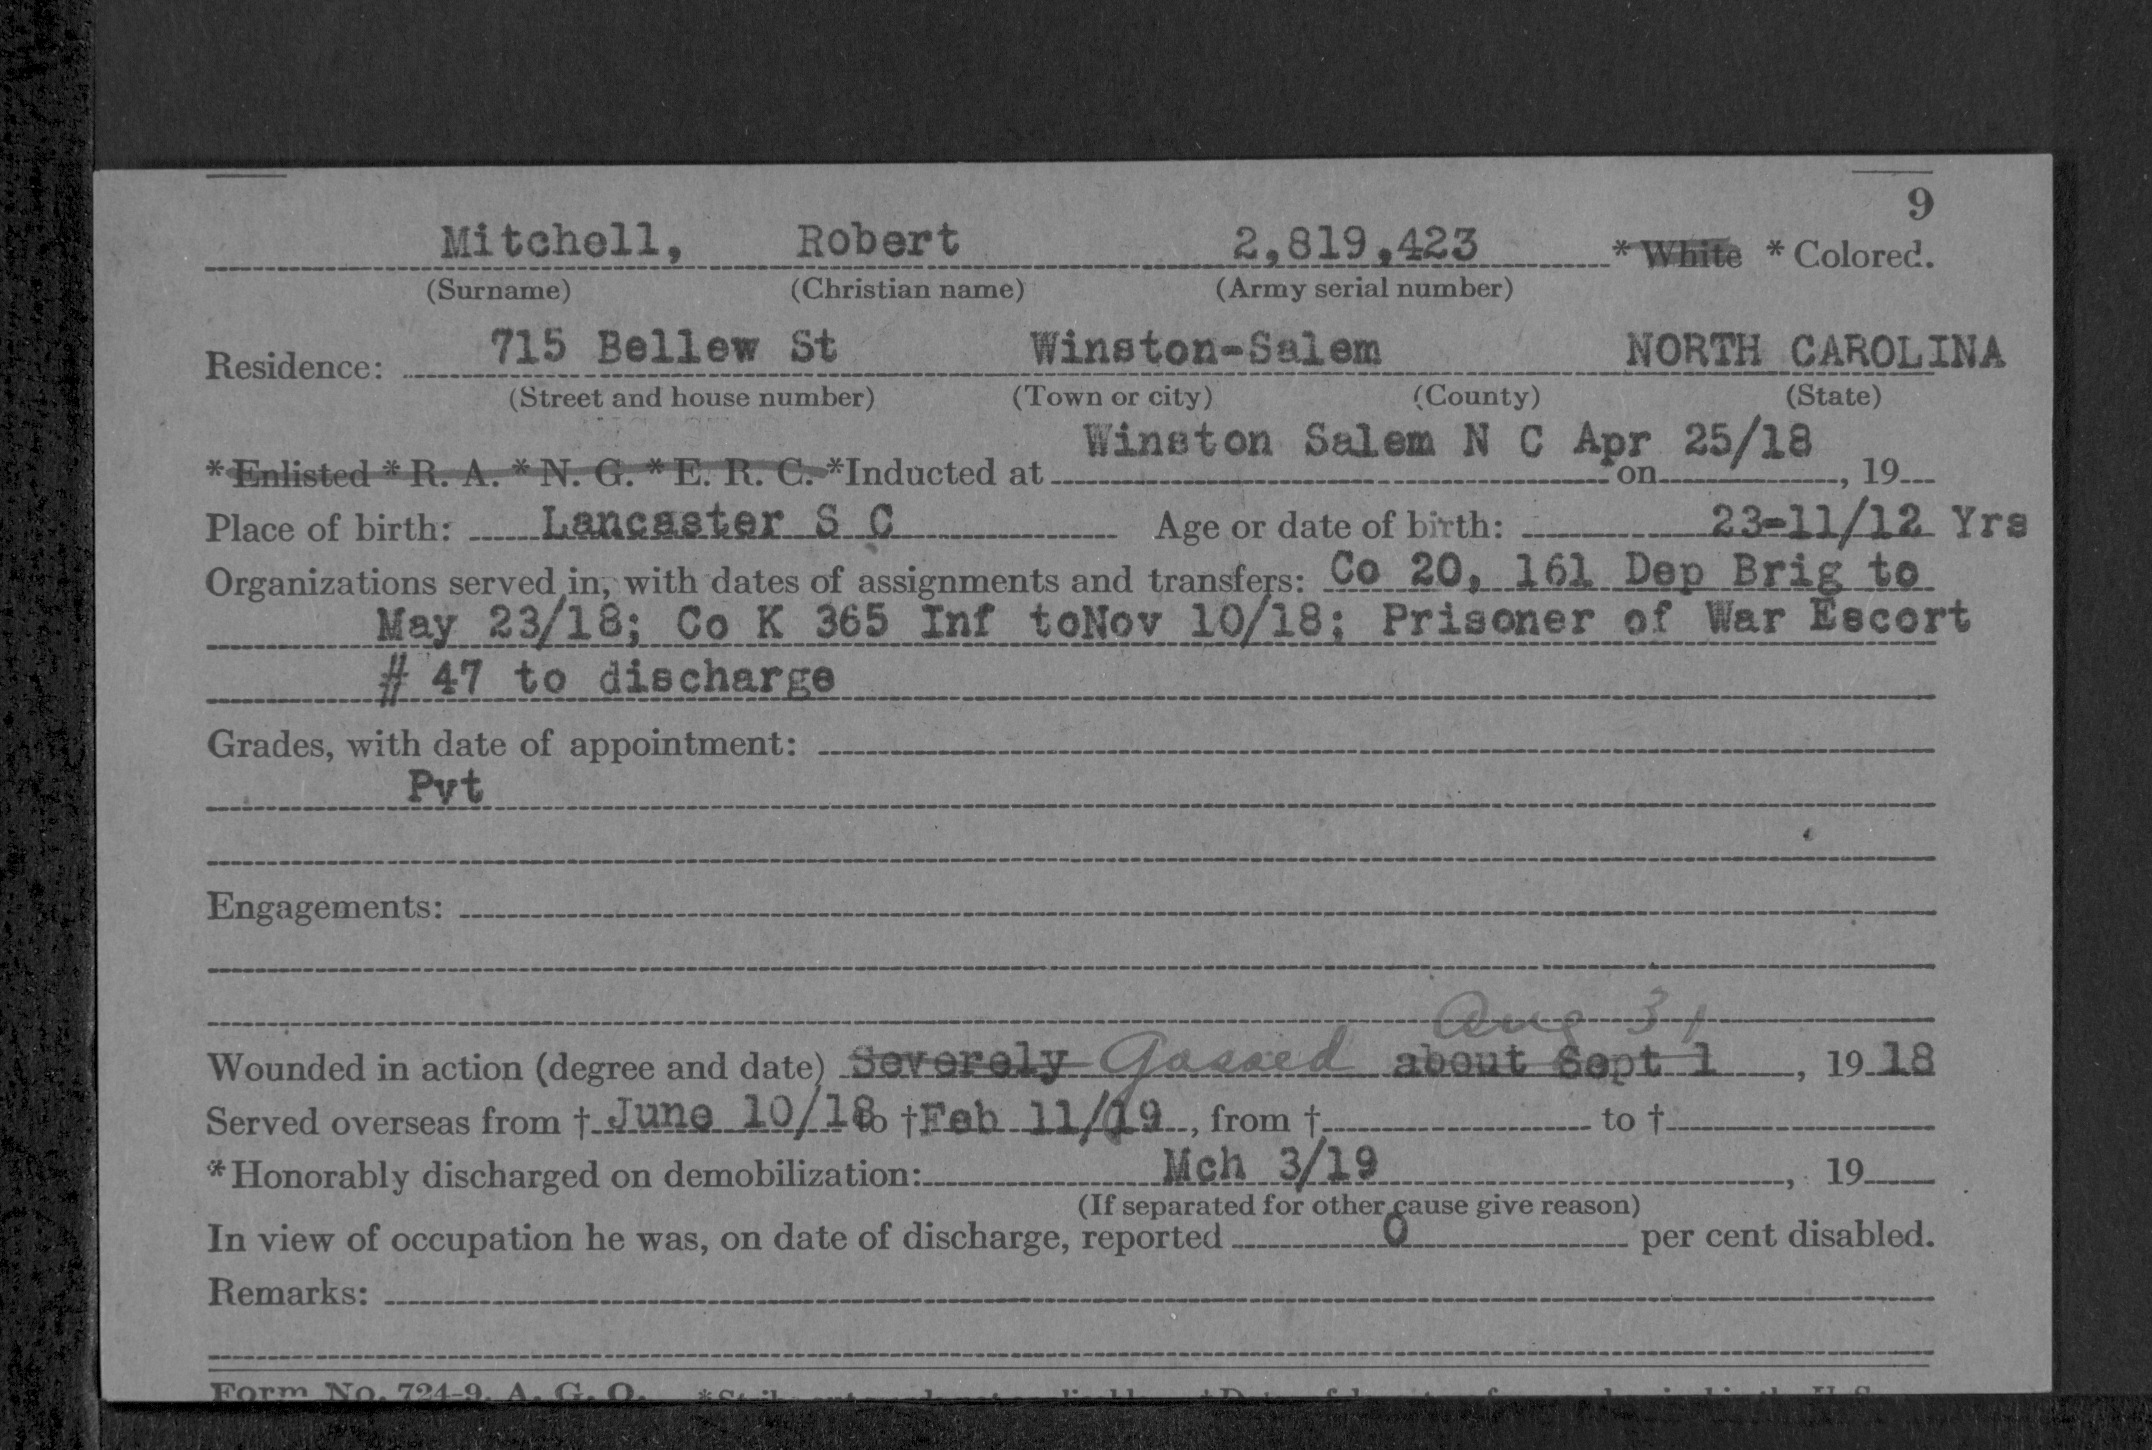 9
Mitchell, Robert 2,819,423 * White * Colored.
(Surname) (Christian name) (Army serial number)
Residence: 715 Bellew St Winston-Salem NORTH CAROLINA
(Street and house number) (Town or city) (County) (State)
Winston Salem N C Apr 25/18
* Enlisted * R. A. * N. G. * E. R. C. *Inducted at on , 19
Place of birth: Lancaster S C Age or date of birth: 23-11/12 Yrs
Organizations served in, with dates of assignments and transfers: Co 20, 161 Dep Brig to
May 23/18; Co K 365 Inf toNov 10/18; Prisoner of War Escort
# 47 to discharge
Grades, with date of appointment:
Pvt
Engagements:
Aug 31
Wounded in action (degree and date) Severely Gassed about Sept 1 , 19 18
Served overseas from † June 10/18 to † Feb 11/19 , from † to †
*Honorably discharged on demobilization: Mch 3/19 , 19
(If separated for other cause give reason)
In view of occupation he was, on date of discharge, reported 0 per cent disabled.
Remarks:
Form No. 724-9, A. G. O.